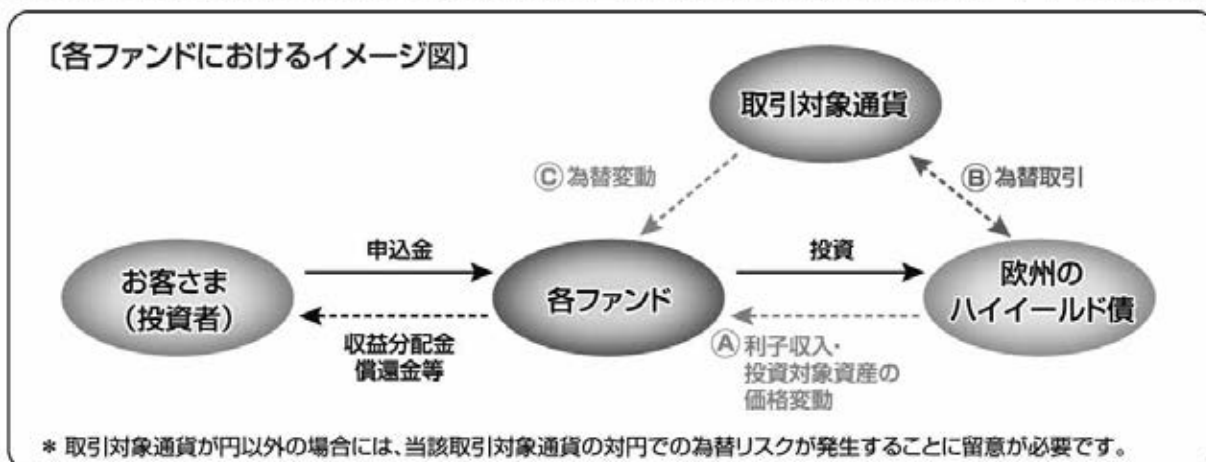 〔各ファンドにおけるイメージ図〕
取引対象通貨
Ⓒ為替変動
Ⓑ為替取引
お客さま
(投資者)
申込金
収益分配金
償還金等
各ファンド
投資
Ⓐ利子収入・
投資対象資産の
価格変動
欧州の
ハイイールド債
* 取引対象通貨が円以外の場合には、当該取引対象通貨の対円での為替リスクが発生することに留意が必要です。